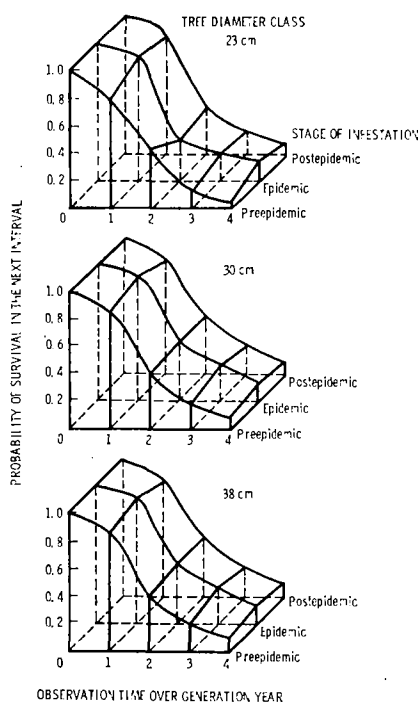 TREE DIAMETER CLASS
23 cm
1.0
0.8
0.6
0.4
0.2
0 1 2 3 4
STAGE OF INFESTATION
Postepidemic
Epidemic
Preepidemic
30 cm
1.0
0.8
0.6
0.4
0.2
0 1 2 3 4
Postepidemic
Epidemic
Preepidemic
38 cm
1.0
0.8
0.6
0.4
0.2
0 1 2 3 4
Postepidemic
Epidemic
Preepidemic
PROBABILITY OF SURVIVAL IN THE NEXT INTERVAL
OBSERVATION TIME OVER GENERATION YEAR